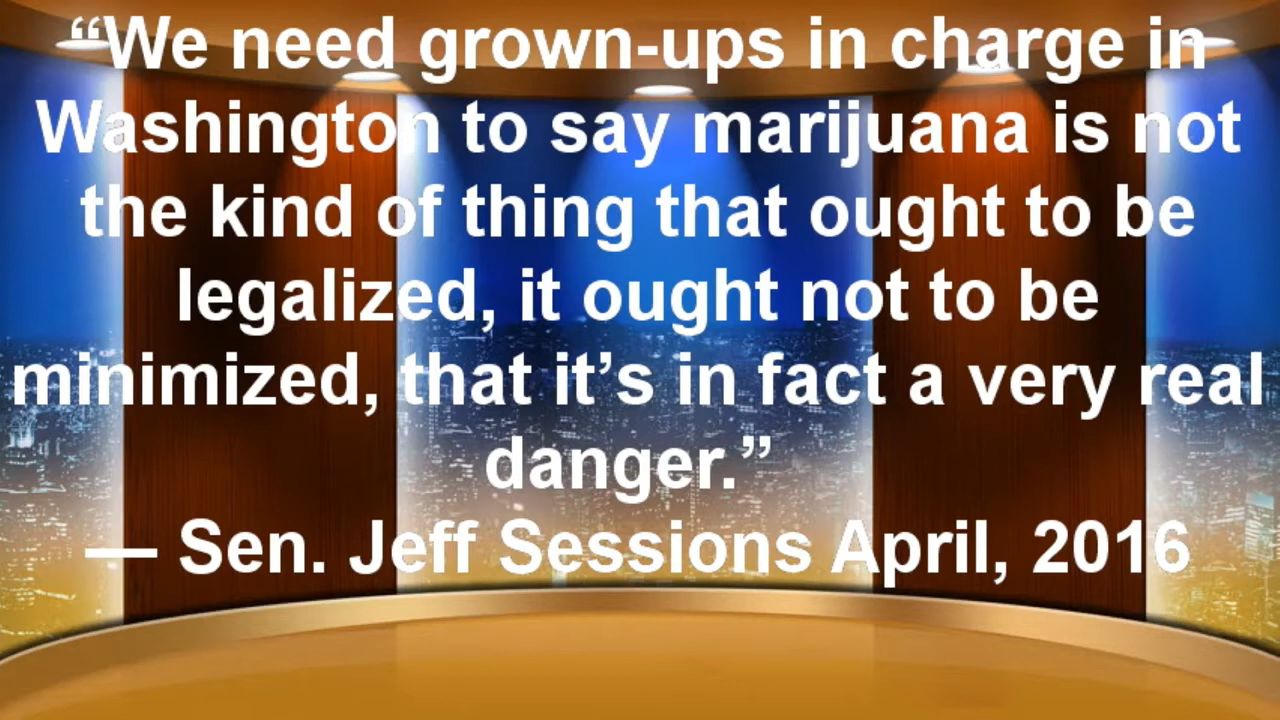 “We need grown-ups in charge in
Washington to say marijuana is not
the kind of thing that ought to be
legalized, it ought not to be
minimized, that it’s in fact a very real
danger.”
— Sen. Jeff Sessions April, 2016